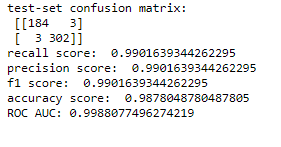 test-set confusion matrix:
[[184   3]
[  3 302]]
recall score:  0.9901639344262295
precision score:  0.9901639344262295
f1 score:  0.9901639344262295
accuracy score:  0.9878048780487805
ROC AUC: 0.9988077496274219